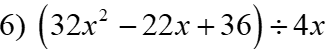 6) (32x² − 22x + 36) ÷ 4x